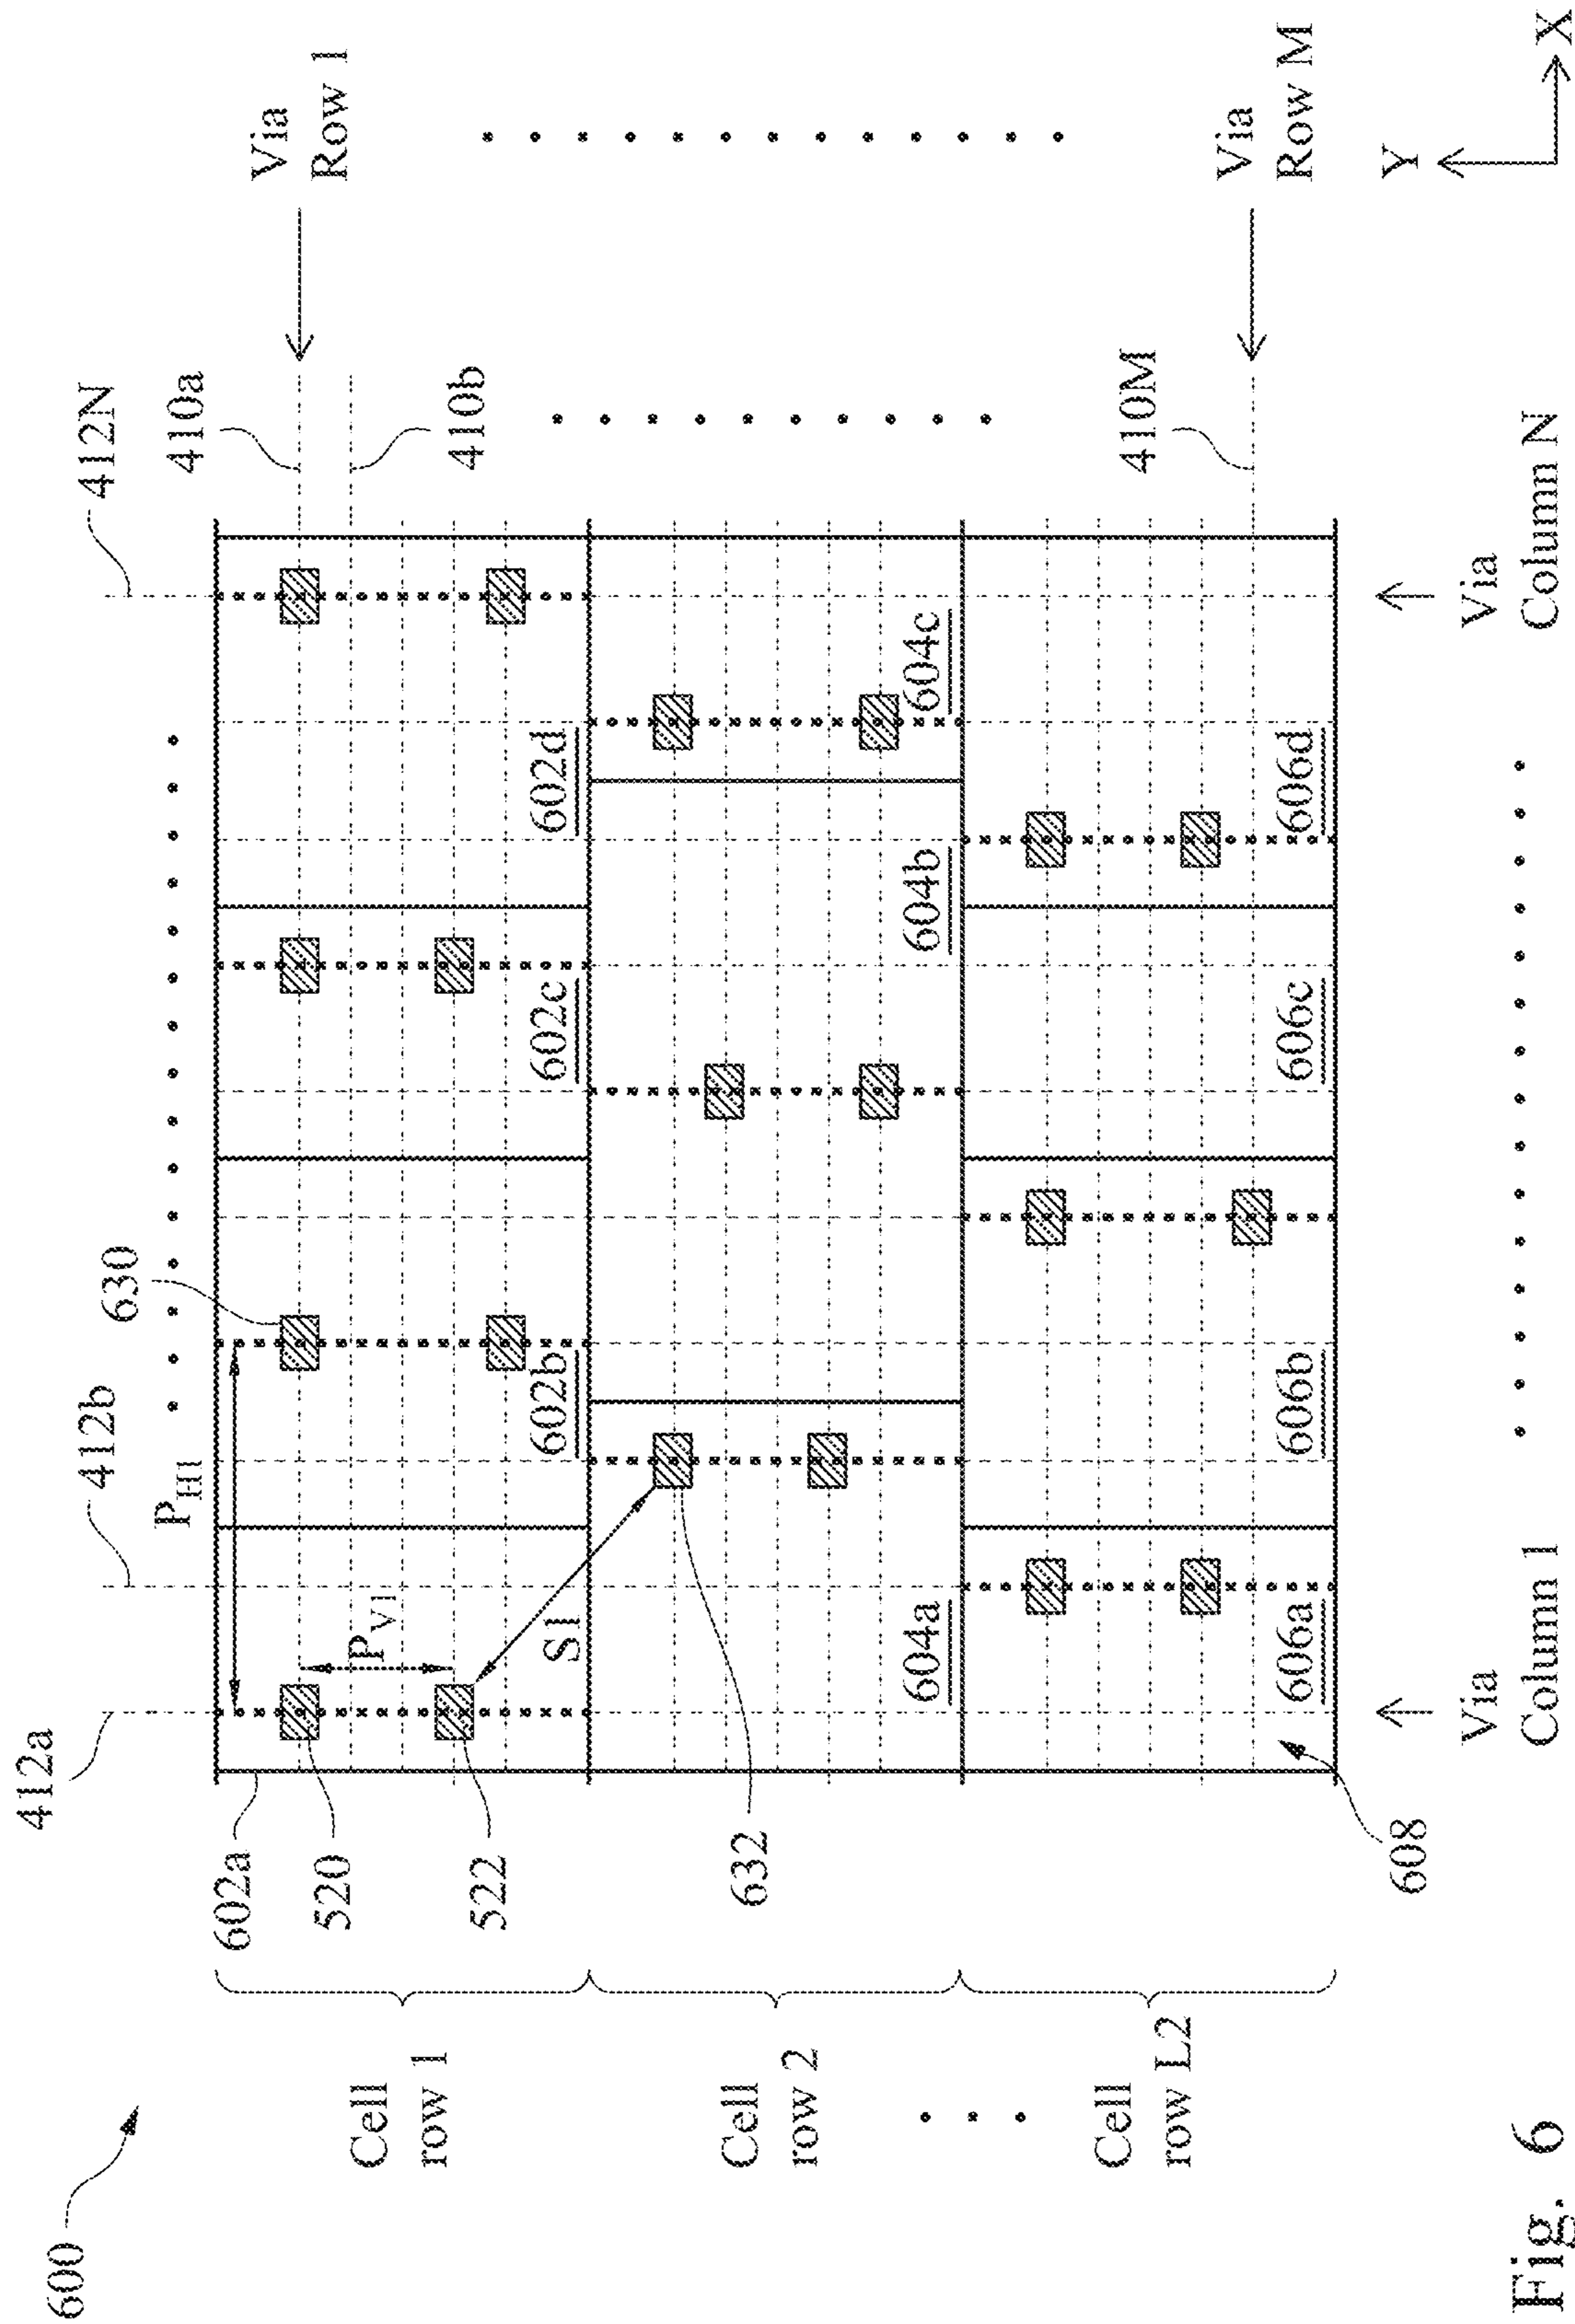 600
412a
412b
412N
P_H1
630
410a
410b
Via
Row 1
602a
520
522
P_V1
S1
602b
602c
602d
Cell
row 1
632
604a
604b
604c
Cell
row 2
410M
Via
Row M
606a
606b
606c
606d
Cell
row L2
608
Via
Column 1
Via
Column N
Y
X
Fig. 6